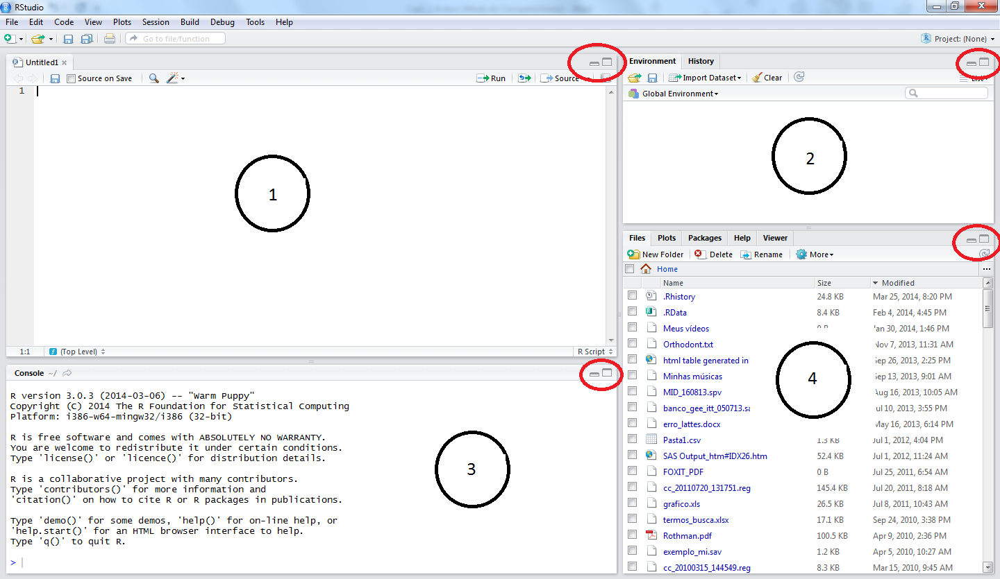 RStudio
File Edit Code View Plots Session Build Debug Tools Help
Go to file/function
Project: (None)
Untitled1
Source on Save
Run
Source
1
1
1:1
(Top Level)
R Script
Console ~/
R version 3.0.3 (2014-03-06) -- "Warm Puppy"
Copyright (C) 2014 The R Foundation for Statistical Computing
Platform: i386-w64-mingw32/i386 (32-bit)
R is free software and comes with ABSOLUTELY NO WARRANTY.
You are welcome to redistribute it under certain conditions.
Type 'license()' or 'licence()' for distribution details.
R is a collaborative project with many contributors.
Type 'contributors()' for more information and
'citation()' on how to cite R or R packages in publications.
Type 'demo()' for some demos, 'help()' for on-line help, or
'help.start()' for an HTML browser interface to help.
Type 'q()' to quit R.
>
3
Environment History
Import Dataset Clear
List
Global Environment
2
Files Plots Packages Help Viewer
New Folder Delete Rename More
Home
Name Size Modified
.Rhistory 24.8 KB Mar 25, 2014, 8:20 PM
.RData 8.4 KB Feb 4, 2014, 4:45 PM
Meus vídeos 0 B Jan 30, 2014, 1:46 PM
Orthodont.txt Nov 7, 2013, 11:31 AM
html table generated in Sep 26, 2013, 2:25 PM
Minhas músicas Sep 13, 2013, 9:01 AM
4
MID_160813.spv Aug 16, 2013, 10:05 AM
banco_gee_itt_050713.sa Jul 10, 2013, 3:55 PM
erro_lattes.docx May 16, 2013, 6:14 PM
Pasta1.csv 1.3 KB Jul 1, 2012, 4:04 PM
SAS Output_htm#IDX26.htm 52.4 KB Jul 1, 2012, 11:24 AM
FOXIT_PDF 0 B Jul 25, 2011, 6:54 AM
cc_20110720_131751.reg 145.4 KB Jul 20, 2011, 8:18 AM
grafico.xls 26.5 KB Jul 8, 2011, 10:43 AM
termos_busca.xlsx 17.1 KB Sep 24, 2010, 3:38 PM
Rothman.pdf 100.5 KB Apr 9, 2010, 2:36 PM
exemplo_mi.sav 1.2 KB Apr 5, 2010, 10:27 AM
cc_20100315_144549.reg 8.3 KB Mar 15, 2010, 9:45 AM